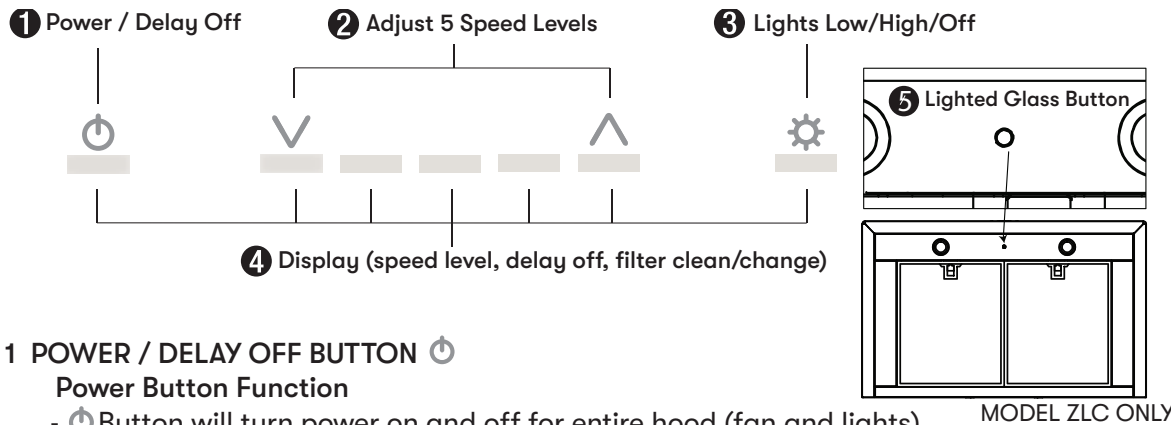 1 Power / Delay Off
2 Adjust 5 Speed Levels
3 Lights Low/High/Off
5 Lighted Glass Button
4 Display (speed level, delay off, filter clean/change)
1 POWER / DELAY OFF BUTTON
Power Button Function
- Button will turn power on and off for entire hood (fan and lights)
MODEL ZLC ONLY